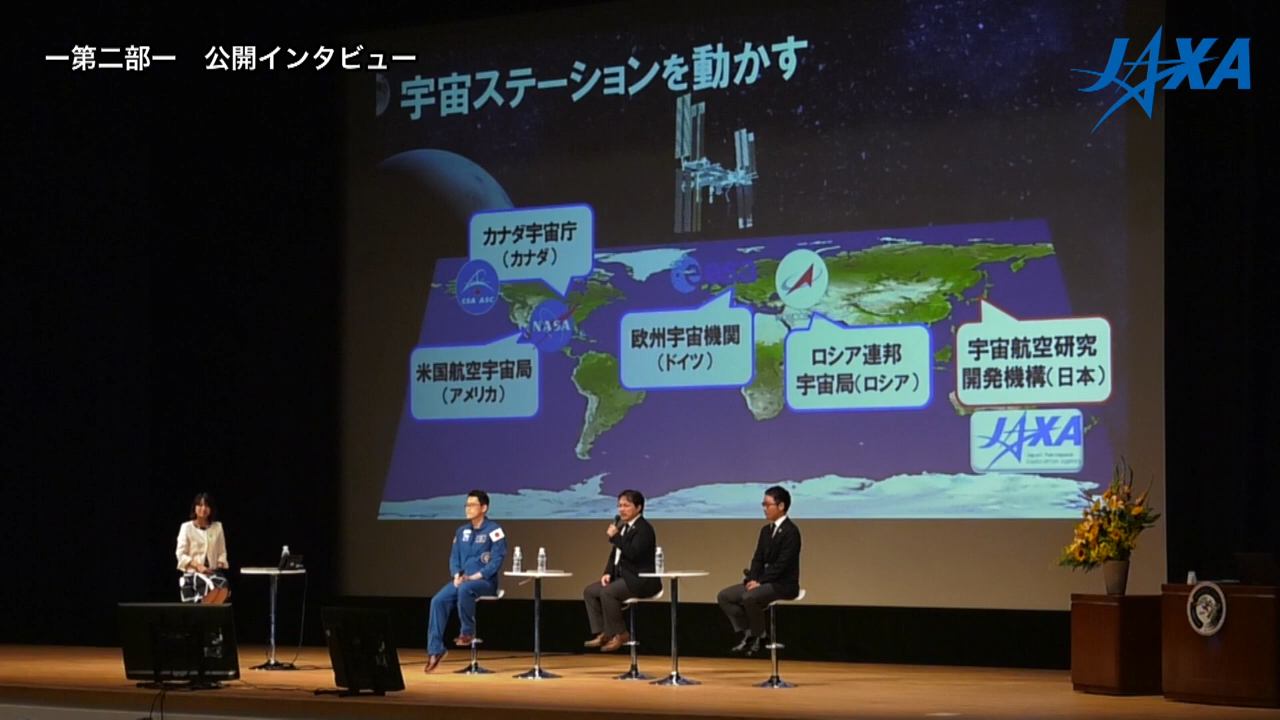 ー第二部ー 公開インタビュー
JAXA
宇宙ステーションを動かす
カナダ宇宙庁
（カナダ）
CSA ASC
NASA
米国航空宇宙局
（アメリカ）
esa
欧州宇宙機関
（ドイツ）
ロシア連邦
宇宙局（ロシア）
宇宙航空研究
開発機構（日本）
JAXA